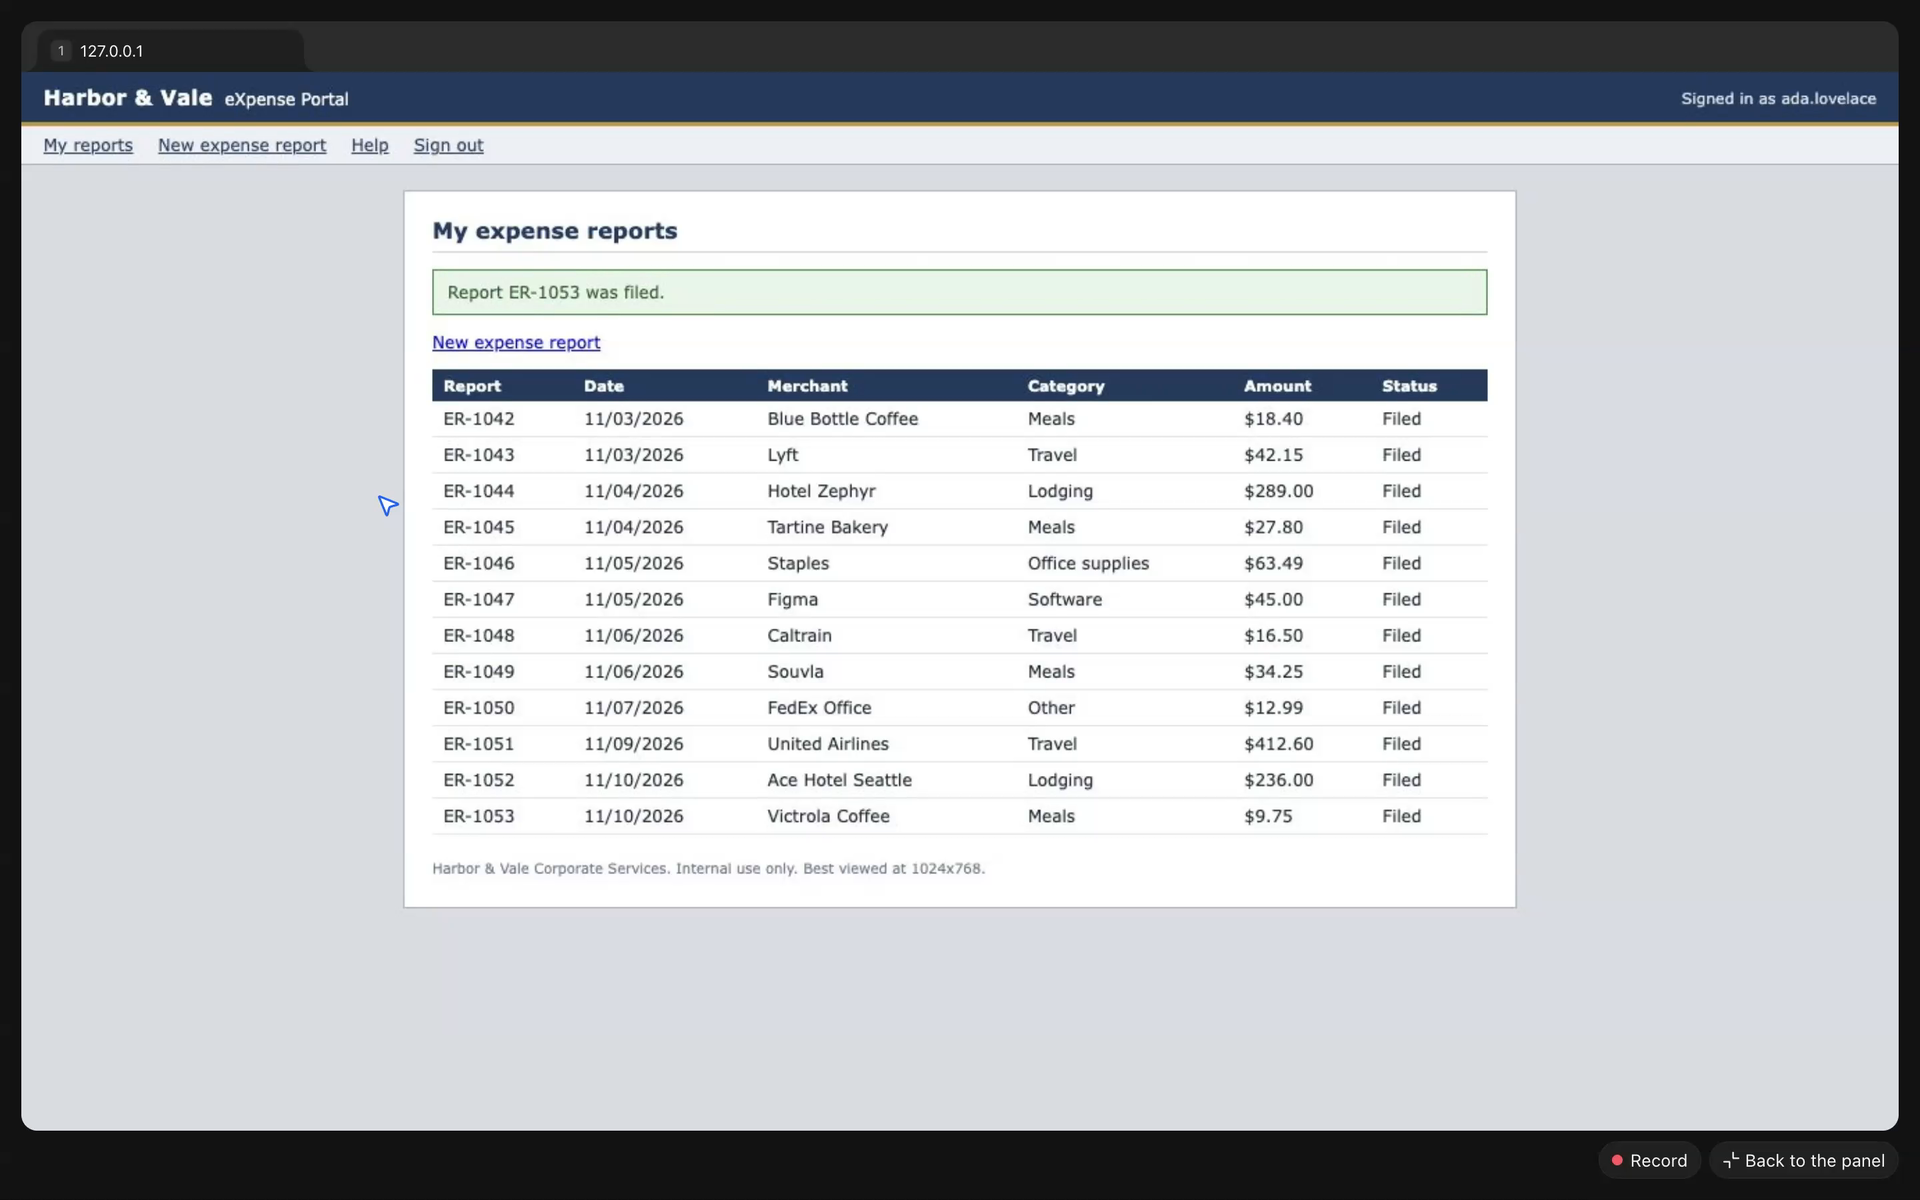 1 127.0.0.1
Harbor & Vale eXpense Portal Signed in as ada.lovelace
My reports New expense report Help Sign out
My expense reports
Report ER-1053 was filed.
New expense report
Report Date Merchant Category Amount Status
ER-1042 11/03/2026 Blue Bottle Coffee Meals $18.40 Filed
ER-1043 11/03/2026 Lyft Travel $42.15 Filed
ER-1044 11/04/2026 Hotel Zephyr Lodging $289.00 Filed
ER-1045 11/04/2026 Tartine Bakery Meals $27.80 Filed
ER-1046 11/05/2026 Staples Office supplies $63.49 Filed
ER-1047 11/05/2026 Figma Software $45.00 Filed
ER-1048 11/06/2026 Caltrain Travel $16.50 Filed
ER-1049 11/06/2026 Souvla Meals $34.25 Filed
ER-1050 11/07/2026 FedEx Office Other $12.99 Filed
ER-1051 11/09/2026 United Airlines Travel $412.60 Filed
ER-1052 11/10/2026 Ace Hotel Seattle Lodging $236.00 Filed
ER-1053 11/10/2026 Victrola Coffee Meals $9.75 Filed
Harbor & Vale Corporate Services. Internal use only. Best viewed at 1024x768.
Record Back to the panel